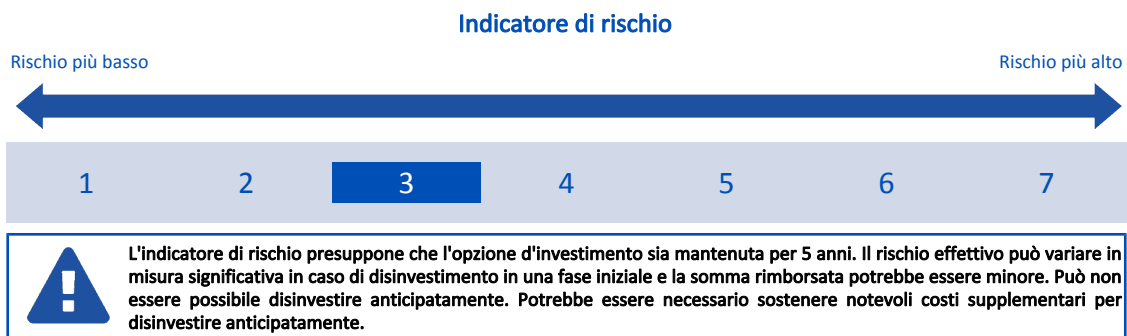 Indicatore di rischio
Rischio più basso Rischio più alto
1 2 3 4 5 6 7
L'indicatore di rischio presuppone che l'opzione d'investimento sia mantenuta per 5 anni. Il rischio effettivo può variare in
misura significativa in caso di disinvestimento in una fase iniziale e la somma rimborsata potrebbe essere minore. Può non
essere possibile disinvestire anticipatamente. Potrebbe essere necessario sostenere notevoli costi supplementari per
disinvestire anticipatamente.